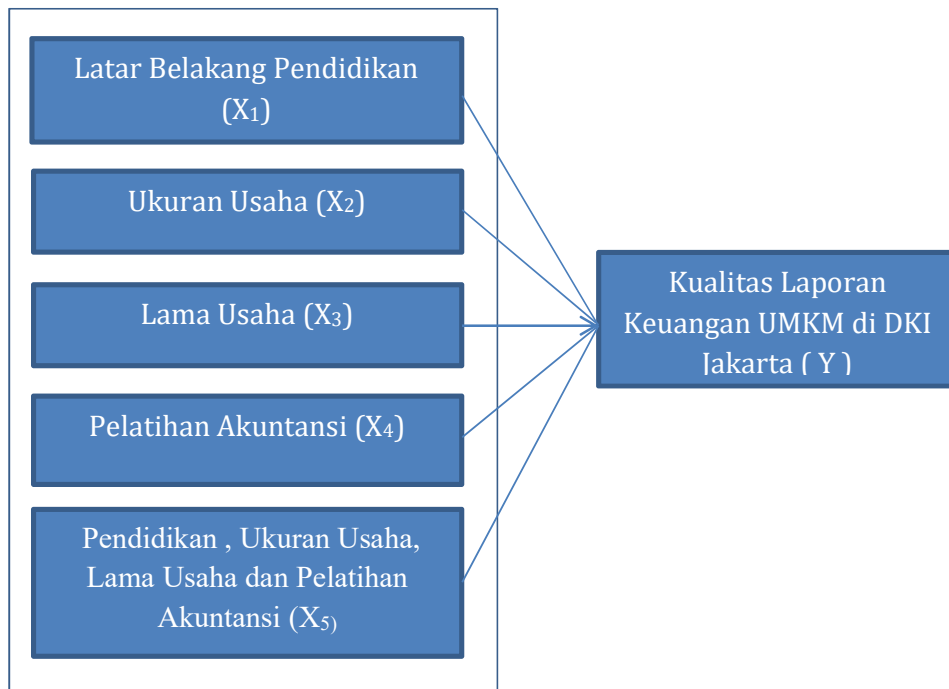 Latar Belakang Pendidikan
(X₁)
Ukuran Usaha (X₂)
Lama Usaha (X₃)
Pelatihan Akuntansi (X₄)
Pendidikan , Ukuran Usaha,
Lama Usaha dan Pelatihan
Akuntansi (X₅)
Kualitas Laporan
Keuangan UMKM di DKI
Jakarta ( Y )